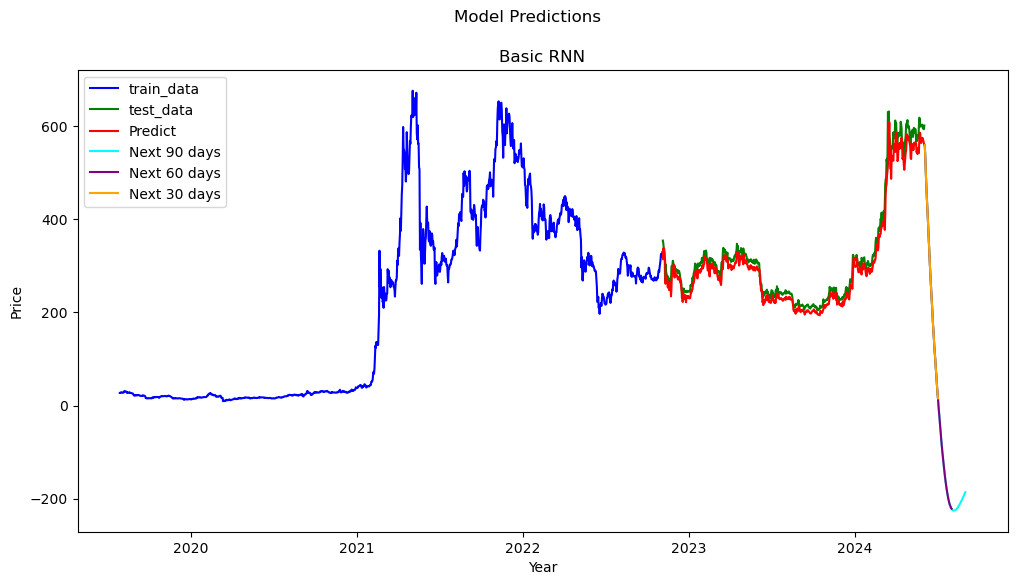 Model Predictions
Basic RNN
train_data
test_data
Predict
Next 90 days
Next 60 days
Next 30 days
Price
600
400
200
0
−200
2020
2021
2022
2023
2024
Year